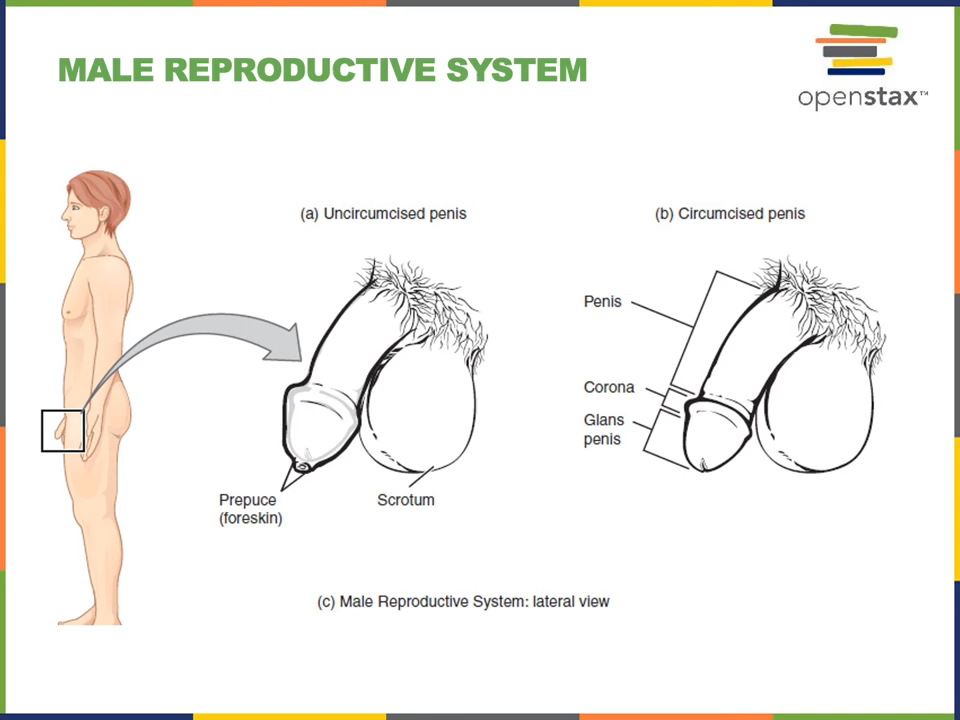 MALE REPRODUCTIVE SYSTEM
openstax™
(a) Uncircumcised penis
(b) Circumcised penis
Penis
Corona
Glans
penis
Prepuce
(foreskin)
Scrotum
(c) Male Reproductive System: lateral view